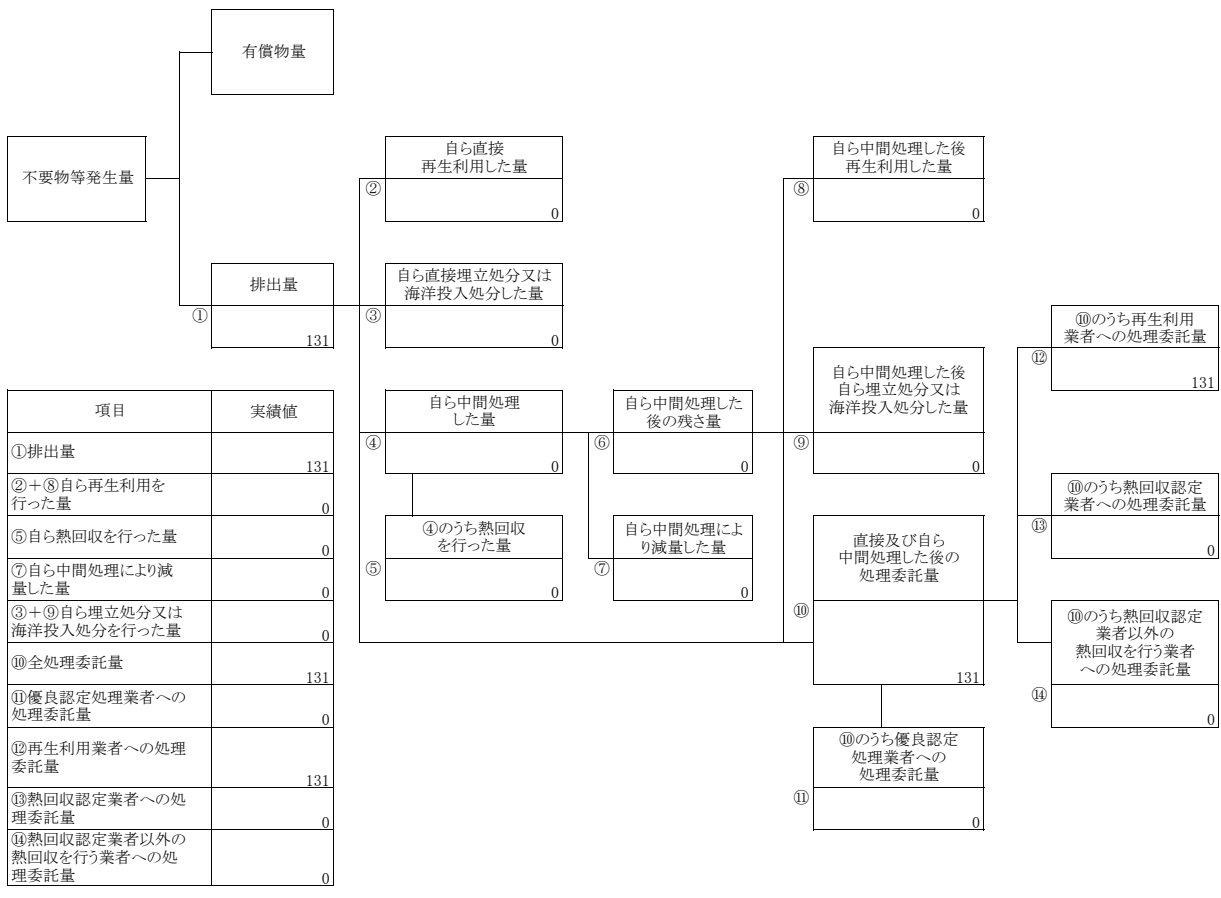 有償物量
不要物等発生量
自ら直接
再生利用した量
②
0
自ら中間処理した後
再生利用した量
⑧
0
排出量
①
131
自ら直接埋立処分又は
海洋投入処分した量
③
0
⑩のうち再生利用
業者への処理委託量
⑫
131
自ら中間処理
した量
④
0
自ら中間処理した
後の残さ量
⑥
0
自ら中間処理した後
自ら埋立処分又は
海洋投入処分した量
⑨
0
⑩のうち熱回収認定
業者への処理委託量
⑬
0
④のうち熱回収
を行った量
⑤
0
自ら中間処理によ
り減量した量
⑦
0
直接及び自ら
中間処理した後の
処理委託量
⑩
131
⑩のうち熱回収認定
業者以外の
熱回収を行う業者
への処理委託量
⑭
0
⑩のうち優良認定
処理業者への
処理委託量
⑪
0
項目 実績値
①排出量
131
②＋⑧自ら再生利用を
行った量
0
⑤自ら熱回収を行った量
0
⑦自ら中間処理により減
量した量
0
③＋⑨自ら埋立処分又は
海洋投入処分を行った量
0
⑩全処理委託量
131
⑪優良認定処理業者への
処理委託量
0
⑫再生利用業者への処理
委託量
131
⑬熱回収認定業者への処
理委託量
0
⑭熱回収認定業者以外の
熱回収を行う業者への処
理委託量
0